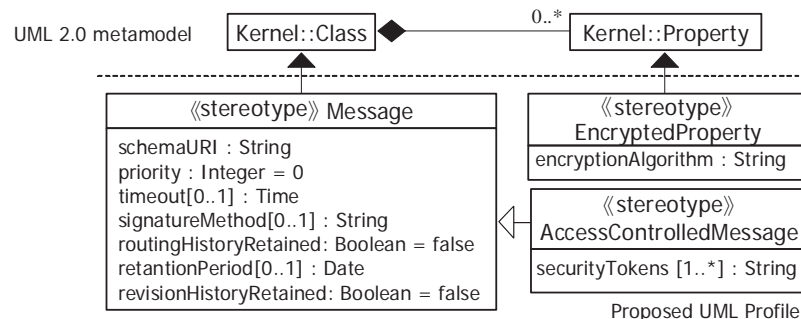 UML 2.0 metamodel
Kernel::Class
0..*
Kernel::Property
《stereotype》 Message
schemaURI : String
priority : Integer = 0
timeout[0..1] : Time
signatureMethod[0..1] : String
routingHistoryRetained: Boolean = false
retantionPeriod[0..1] : Date
revisionHistoryRetained: Boolean = false
《stereotype》
EncryptedProperty
encryptionAlgorithm : String
《stereotype》
AccessControlledMessage
securityTokens [1..*] : String
Proposed UML Profile